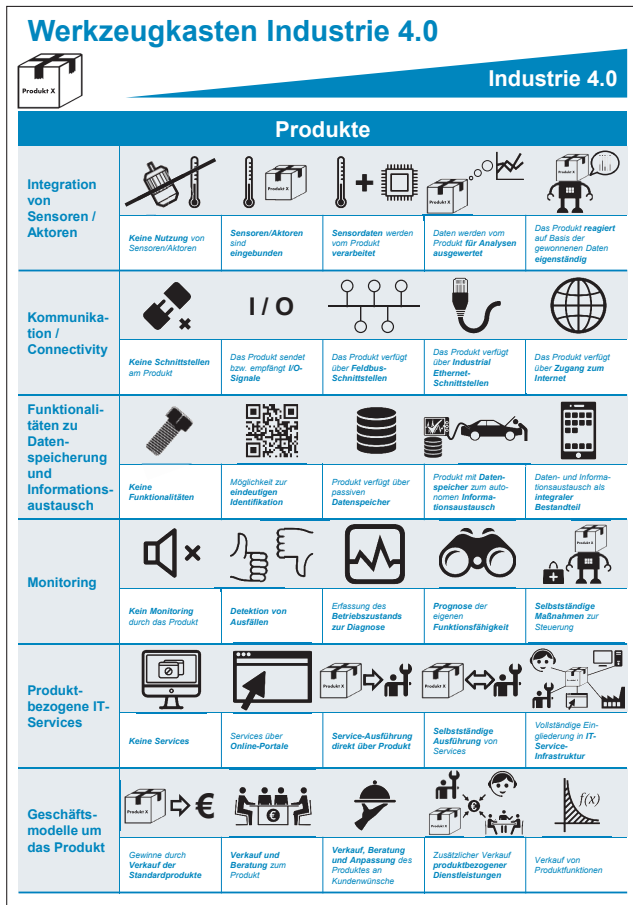 Werkzeugkasten Industrie 4.0
Produkt X
Industrie 4.0
Produkte
Integration
von
Sensoren /
Aktoren
Produkt X
Produkt X
Produkt X
Keine Nutzung von
Sensoren/Aktoren
Sensoren/Aktoren
sind
eingebunden
Sensordaten werden
vom Produkt
verarbeitet
Daten werden vom
Produkt für Analysen
ausgewertet
Das Produkt reagiert
auf Basis der
gewonnenen Daten
eigenständig
Kommunika-
tion /
Connectivity
I / O
Keine Schnittstellen
am Produkt
Das Produkt sendet
bzw. empfängt I/O-
Signale
Das Produkt verfügt
über Feldbus-
Schnittstellen
Das Produkt verfügt
über Industrial
Ethernet-
Schnittstellen
Das Produkt verfügt
über Zugang zum
Internet
Funktionali-
täten zu
Daten-
speicherung
und
Informations-
austausch
Keine
Funktionalitäten
Möglichkeit zur
eindeutigen
Identifikation
Produkt verfügt über
passiven
Datenspeicher
Produkt mit Daten-
speicher zum auto-
nomen Informa-
tionsaustausch
Daten- und Informa-
tionsaustausch als
integraler
Bestandteil
Monitoring
Produkt X
Kein Monitoring
durch das Produkt
Detektion von
Ausfällen
Erfassung des
Betriebszustands
zur Diagnose
Prognose der
eigenen
Funktionsfähigkeit
Selbstständige
Maßnahmen zur
Steuerung
Produkt-
bezogene IT-
Services
Produkt X
Produkt X
Produkt X
Keine Services
Services über
Online-Portale
Service-Ausführung
direkt über Produkt
Selbstständige
Ausführung von
Services
Vollständige Ein-
gliederung in IT-
Service-
Infrastruktur
Geschäfts-
modelle um
das Produkt
Produkt X
€
€
€
Produkt X
f(x)
Gewinne durch
Verkauf der
Standardprodukte
Verkauf und
Beratung zum
Produkt
Verkauf, Beratung
und Anpassung des
Produktes an
Kundenwünsche
Zusätzlicher Verkauf
produktbezogener
Dienstleistungen
Verkauf von
Produktfunktionen